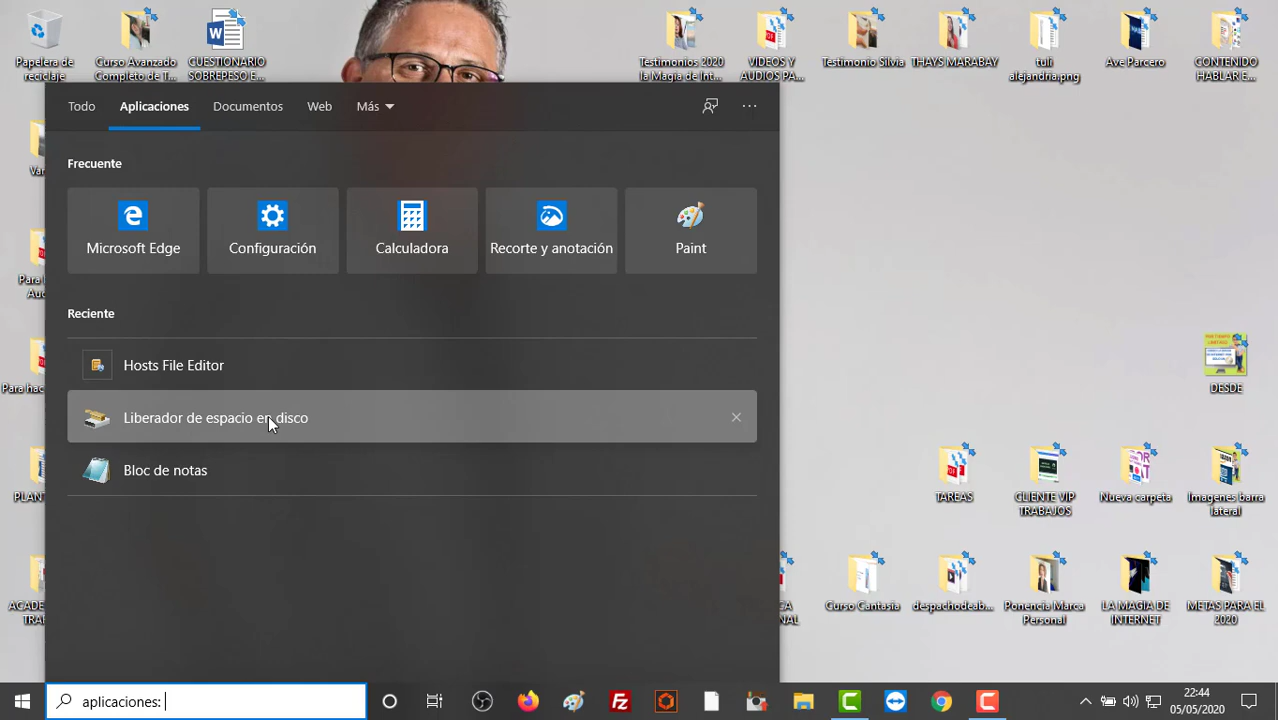 Papelera de
reciclaje
Curso Avanzado
Completo de T...
CUESTIONARIO
SOBREPESO E...
Testimonios 2020
la Magia de Int...
VIDEOS Y
AUDIOS PA...
Testimonio Silvia
THAYS MARABAY
tuli
alejandria.png
Ave Parcero
CONTENIDO
HABLAR E...
Todo
Aplicaciones
Documentos
Web
Más
Frecuente
Microsoft Edge
Configuración
Calculadora
Recorte y anotación
Paint
Reciente
Hosts File Editor
Liberador de espacio en disco
Bloc de notas
DESDE
TAREAS
CLIENTE VIP
TRABAJOS
Nueva carpeta
Imagenes barra
lateral
Curso Cantasia
despachodeab...
Ponencia Marca
Personal
LA MAGIA DE
INTERNET
METAS PARA EL
2020
aplicaciones:
22:44
05/05/2020